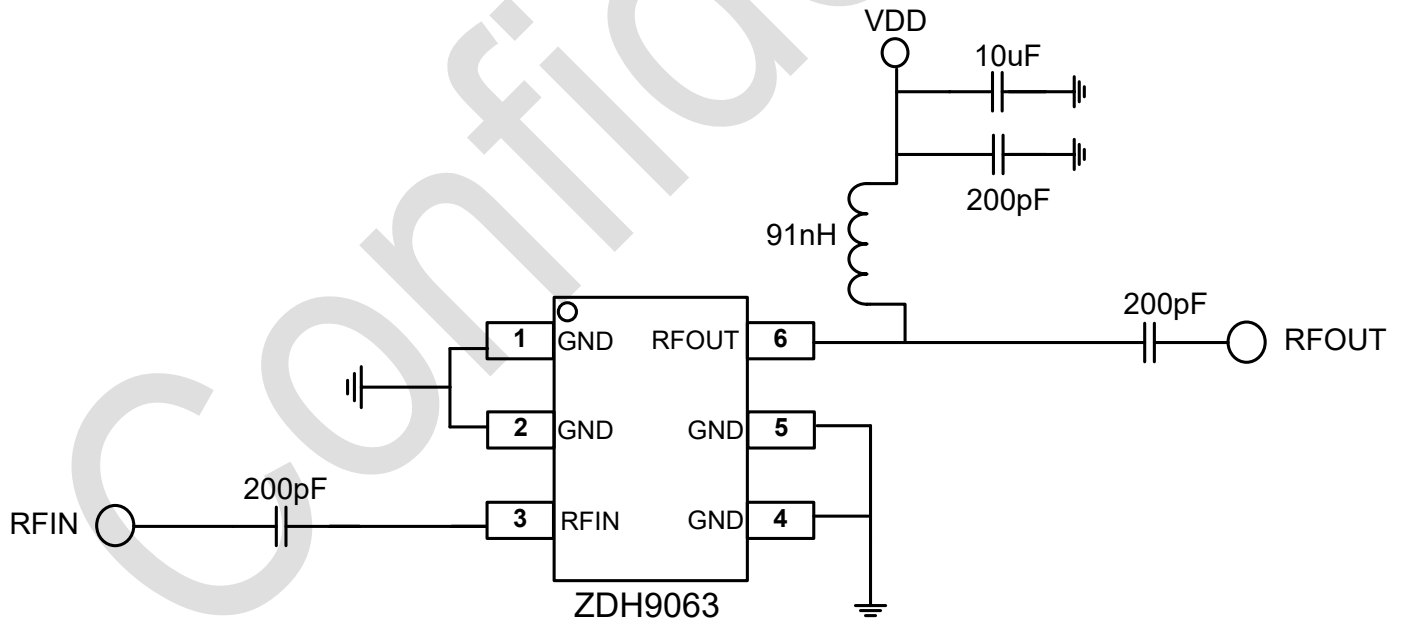 VDD
10uF
200pF
91nH
200pF
1 GND RFOUT 6
RFOUT
2 GND GND 5
200pF
RFIN
3 RFIN GND 4
ZDH9063
Confide